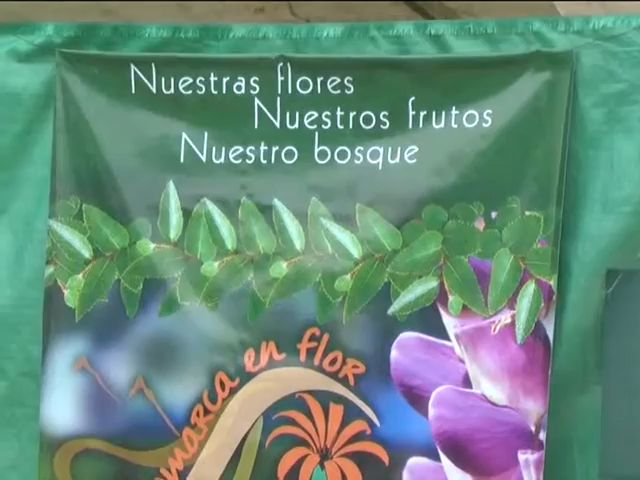 Nuestras flores
Nuestros frutos
Nuestro bosque
en flor